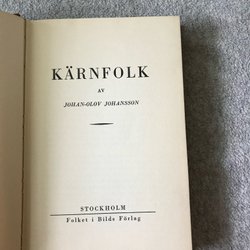 KÄRNFOLK
AV
JOHAN-OLOV JOHANSSON
STOCKHOLM
Folket i Bilds Förlag